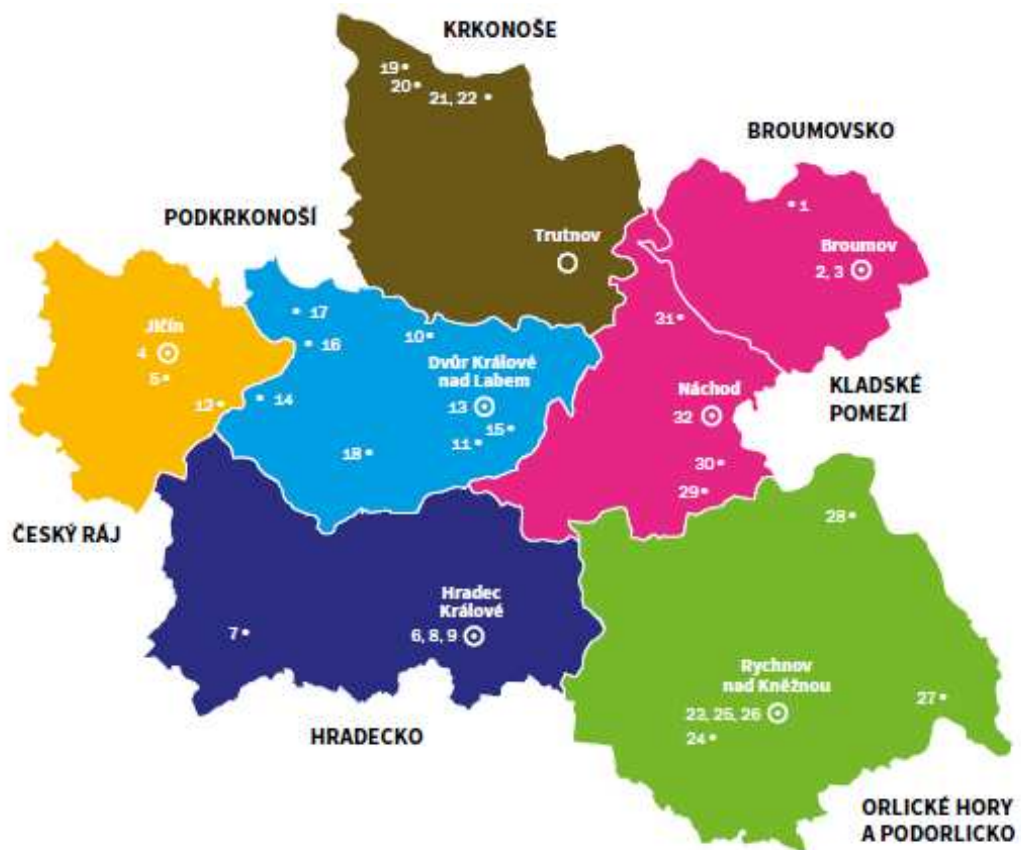 KRKONOŠE
19
20
21, 22
BROUMOVSKO
1
PODKRKONOŠÍ
Trutnov
Broumov
2, 3
17
31
10
16
Jičín
4
5
Dvůr Králové
nad Labem
13
KLADSKÉ
POMEZÍ
Náchod
32
12
14
15
11
18
30
29
ČESKÝ RÁJ
28
Hradec
Králové
6, 8, 9
7
Rychnov
nad Kněžnou
23, 25, 26
27
24
HRADECKO
ORLICKÉ HORY
A PODORLICKO